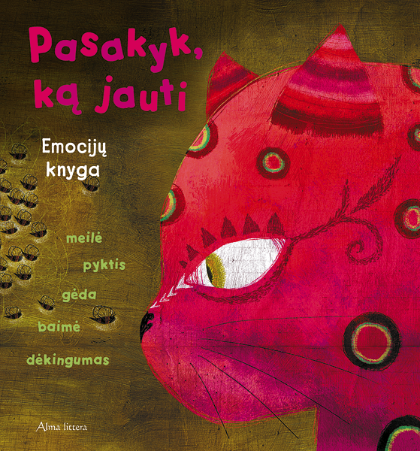 Pasakyk,
ką jauti
Emocijų
knyga
meilė
pyktis
gėda
baimė
dėkingumas
Alma littera